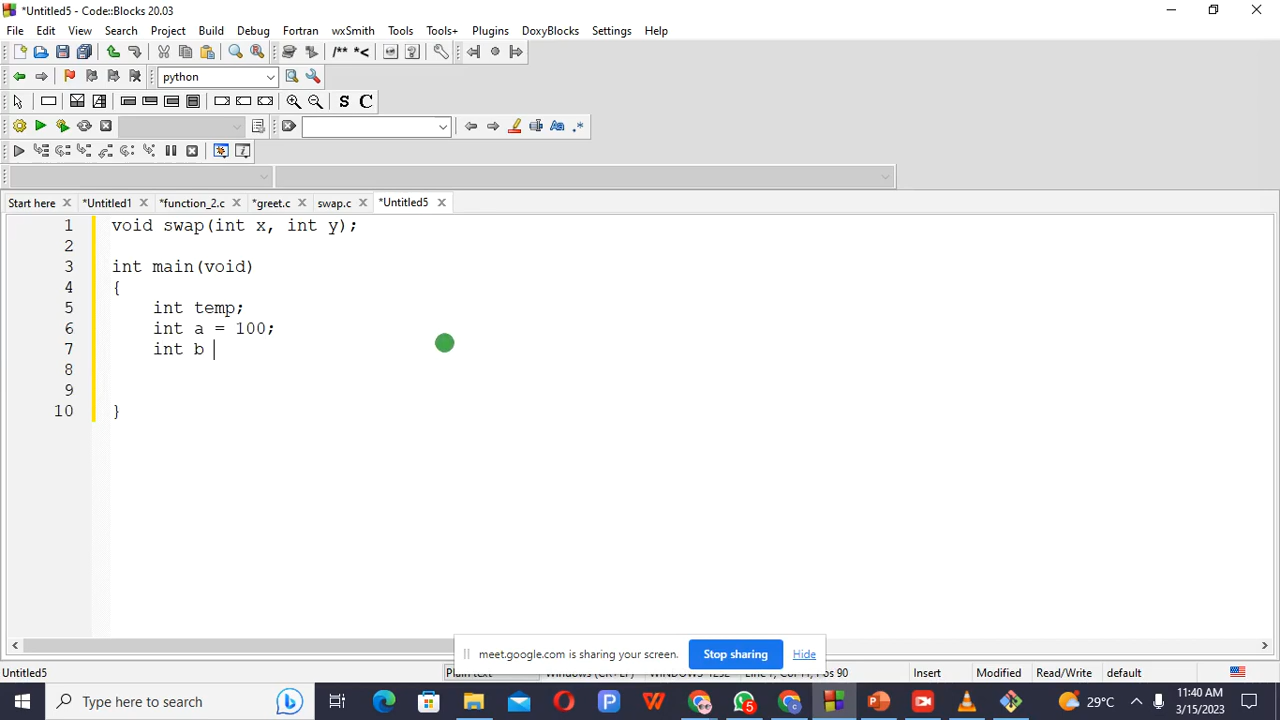 *Untitled5 - Code::Blocks 20.03
File Edit View Search Project Build Debug Fortran wxSmith Tools Tools+ Plugins DoxyBlocks Settings Help
/** *<
python
S C
Start here *Untitled1 *function_2.c *greet.c swap.c *Untitled5
1 void swap(int x, int y);
2
3 int main(void)
4 {
5 int temp;
6 int a = 100;
7 int b
8
9
10 }
meet.google.com is sharing your screen. Stop sharing Hide
Untitled5 Insert Modified Read/Write default
Type here to search 5 29°C 11:40 AM
3/15/2023